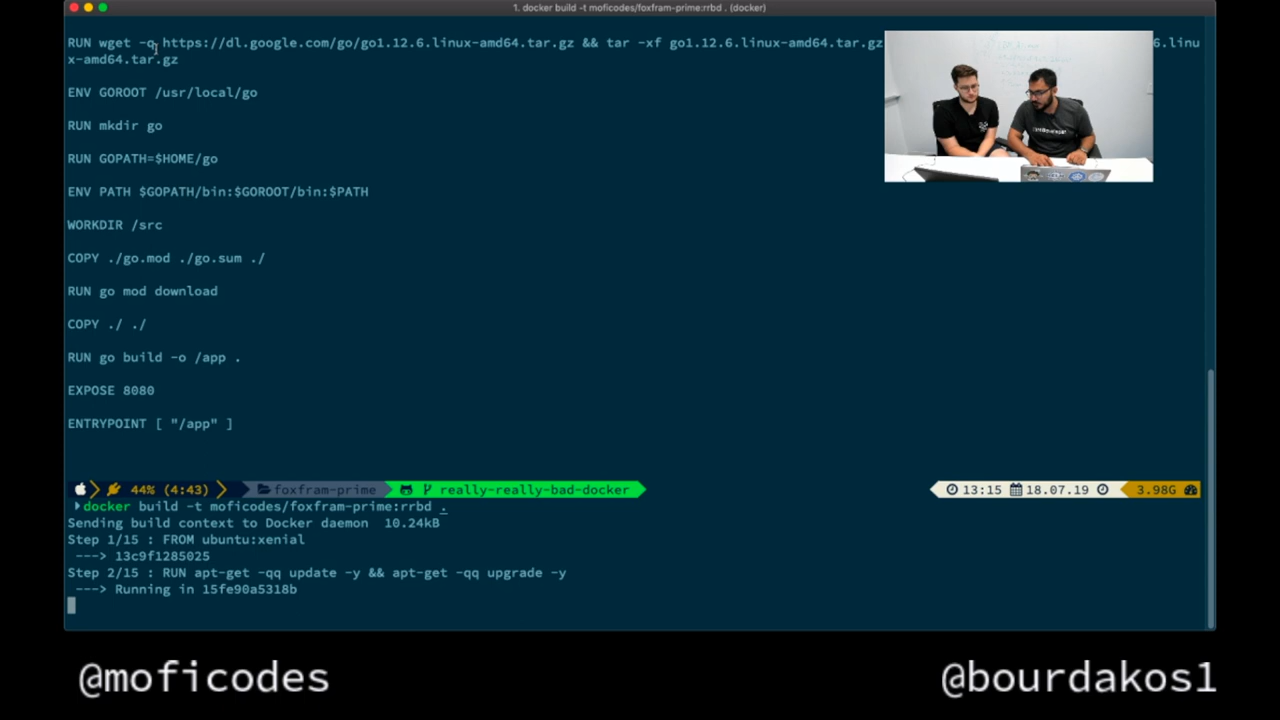 1. docker build -t moficodes/foxfram-prime:rrbd . (docker)
RUN wget -q https://dl.google.com/go/go1.12.6.linux-amd64.tar.gz && tar -xf go1.12.6.linux-amd64.tar.gz 6.linu
x-amd64.tar.gz
ENV GOROOT /usr/local/go
RUN mkdir go
RUN GOPATH=$HOME/go
ENV PATH $GOPATH/bin:$GOROOT/bin:$PATH
WORKDIR /src
COPY ./go.mod ./go.sum ./
RUN go mod download
COPY ./ ./
RUN go build -o /app .
EXPOSE 8080
ENTRYPOINT [ "/app" ]
44% (4:43) foxfram-prime really-really-bad-docker 13:15 18.07.19 3.98G
docker build -t moficodes/foxfram-prime:rrbd .
Sending build context to Docker daemon 10.24kB
Step 1/15 : FROM ubuntu:xenial
---> 13c9f1285025
Step 2/15 : RUN apt-get -qq update -y && apt-get -qq upgrade -y
---> Running in 15fe90a5318b
@moficodes
@bourdakos1